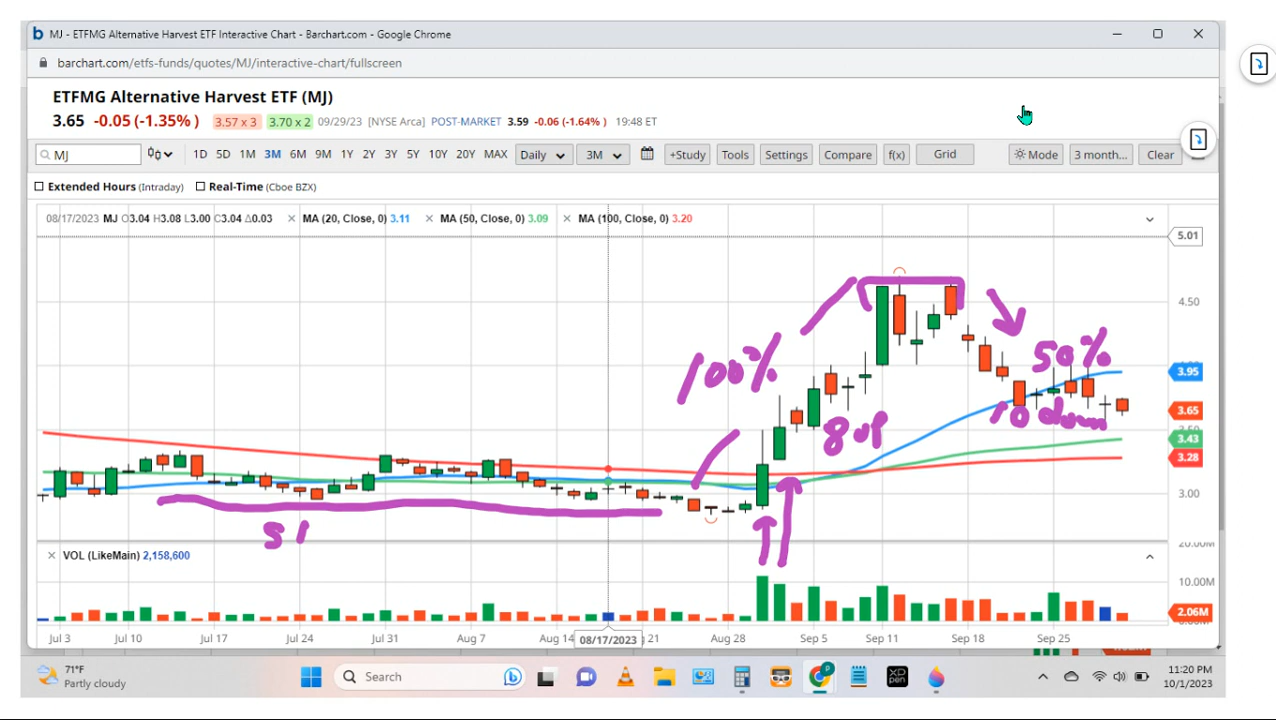 MJ - ETFMG Alternative Harvest ETF Interactive Chart - Barchart.com - Google Chrome
barchart.com/etfs-funds/quotes/MJ/interactive-chart/fullscreen
ETFMG Alternative Harvest ETF (MJ)
3.65 -0.05 (-1.35% ) 3.57 x 3 3.70 x 2 09/29/23 [NYSE Arca] POST-MARKET 3.59 -0.06 (-1.64% ) 19:48 ET
MJ 1D 5D 1M 3M 6M 9M 1Y 2Y 3Y 5Y 10Y 20Y MAX Daily 3M +Study Tools Settings Compare f(x) Grid Mode 3 month... Clear
Extended Hours (Intraday) Real-Time (Cboe BZX)
08/17/2023 MJ O3.04 H3.08 L3.00 C3.04 Δ0.03 MA (20, Close, 0) 3.11 MA (50, Close, 0) 3.09 MA (100, Close, 0) 3.20
5.01
4.50
100%
50%
3.95
3.65
10 down
8 up
3.43
3.28
3.00
VOL (LikeMain) 2,158,600
10.00M
2.06M
Jul 3 Jul 10 Jul 17 Jul 24 Jul 31 Aug 7 Aug 14 08/17/2023 21 Aug 28 Sep 5 Sep 11 Sep 18 Sep 25
71°F
Partly cloudy
Search
11:20 PM
10/1/2023